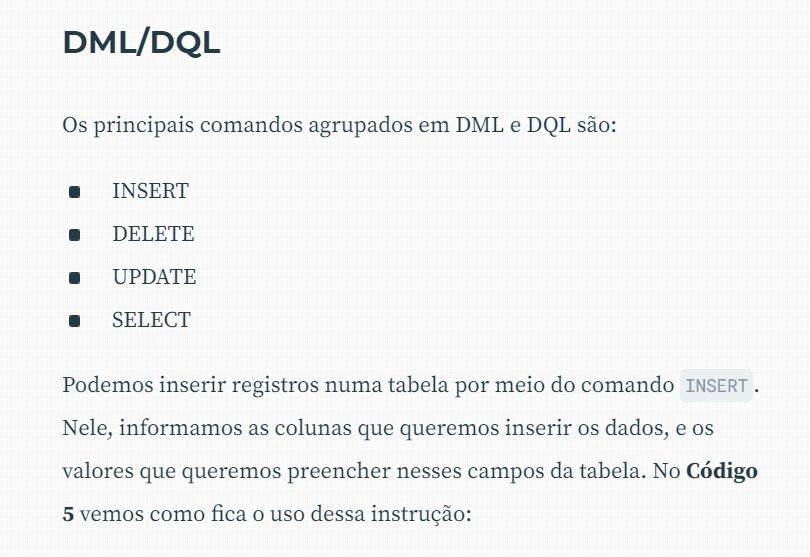 DML/DQL
Os principais comandos agrupados em DML e DQL são:
INSERT
DELETE
UPDATE
SELECT
Podemos inserir registros numa tabela por meio do comando INSERT.
Nele, informamos as colunas que queremos inserir os dados, e os
valores que queremos preencher nesses campos da tabela. No Código
5 vemos como fica o uso dessa instrução: